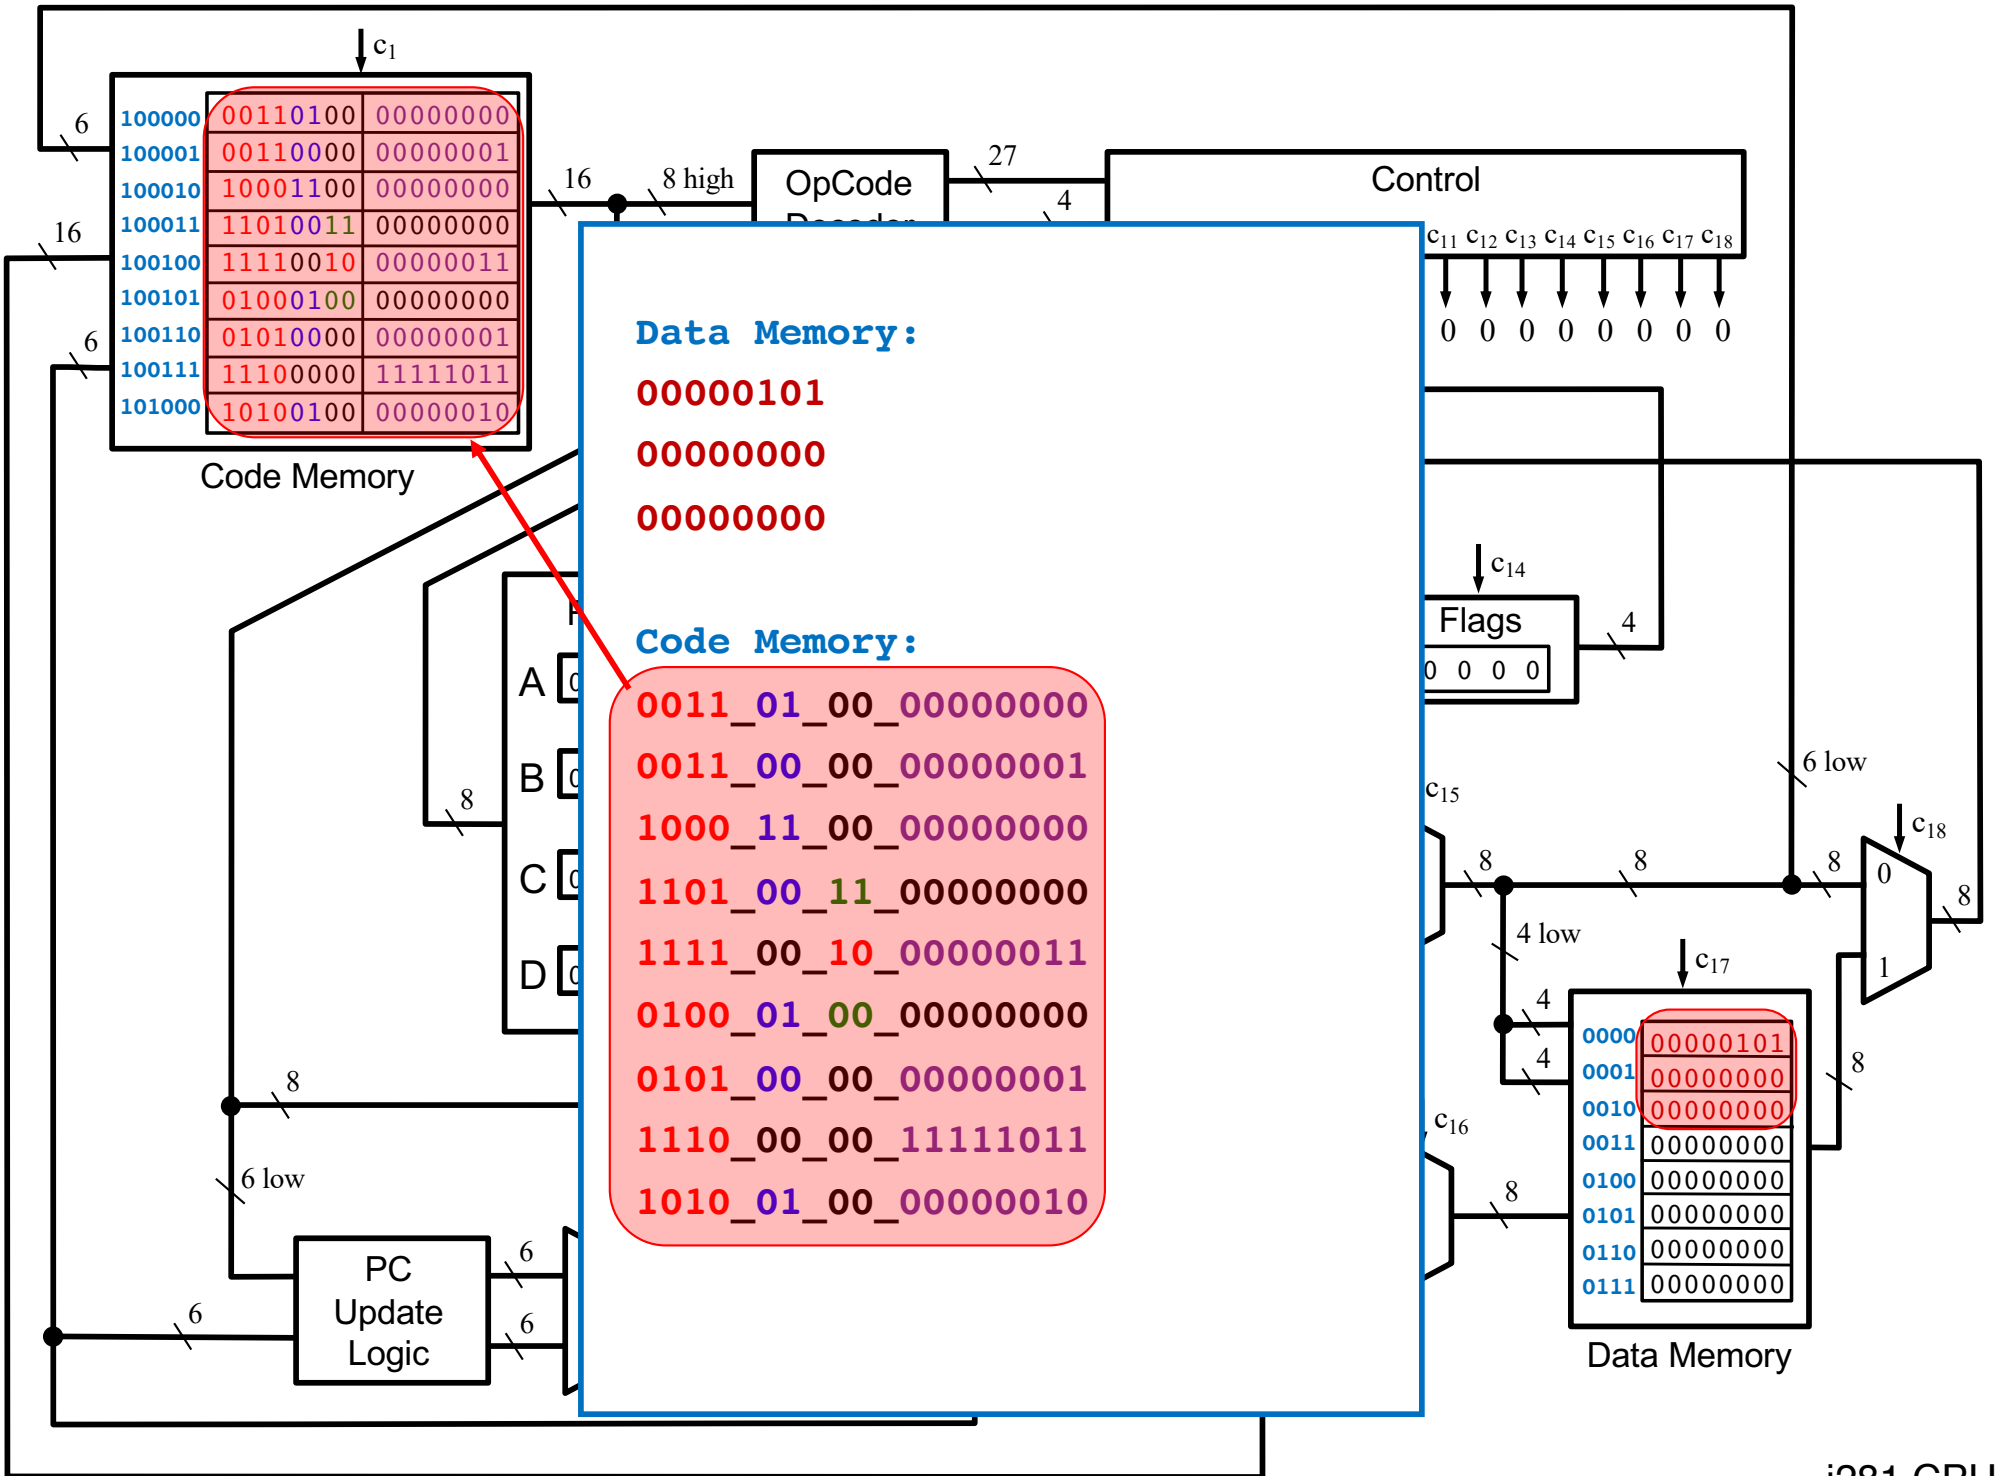 c1
100000 00110100 00000000
100001 00110000 00000001
100010 10001100 00000000
100011 11010011 00000000
100100 11110010 00000011
100101 01000100 00000000
100110 01010000 00000001
100111 11100000 11111011
101000 10100100 00000010
Code Memory
6
16
6
16
8 high
OpCode
27
4
Control
c11 c12 c13 c14 c15 c16 c17 c18
0 0 0 0 0 0 0 0
Data Memory:
00000101
00000000
00000000
Code Memory:
0011_01_00_00000000
0011_00_00_00000001
1000_11_00_00000000
1101_00_11_00000000
1111_00_10_00000011
0100_01_00_00000000
0101_00_00_00000001
1110_00_00_11111011
1010_01_00_00000010
A
B
C
D
8
8
6 low
6
PC
Update
Logic
6
6
c14
Flags
0 0 0 0
4
c15
6 low
8
8
8
c18
0
1
8
4 low
c17
4
4
8
c16
8
0000 00000101
0001 00000000
0010 00000000
0011 00000000
0100 00000000
0101 00000000
0110 00000000
0111 00000000
Data Memory
i281 CPU